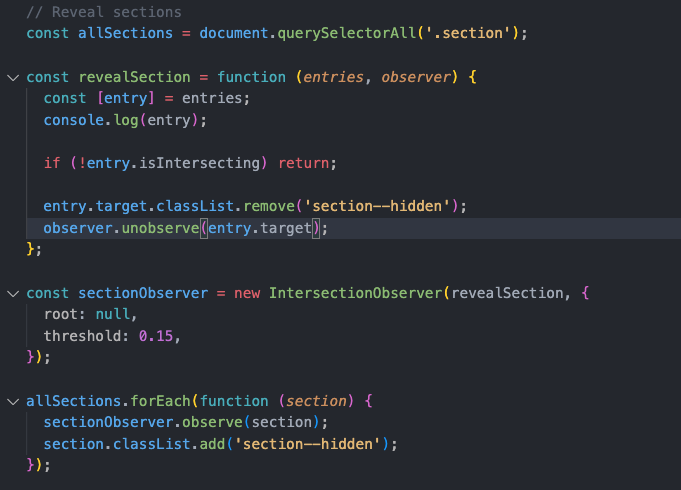 // Reveal sections
const allSections = document.querySelectorAll('.section');
const revealSection = function (entries, observer) {
const [entry] = entries;
console.log(entry);
if (!entry.isIntersecting) return;
entry.target.classList.remove('section--hidden');
observer.unobserve(entry.target);
};
const sectionObserver = new IntersectionObserver(revealSection, {
root: null,
threshold: 0.15,
});
allSections.forEach(function (section) {
sectionObserver.observe(section);
section.classList.add('section--hidden');
});